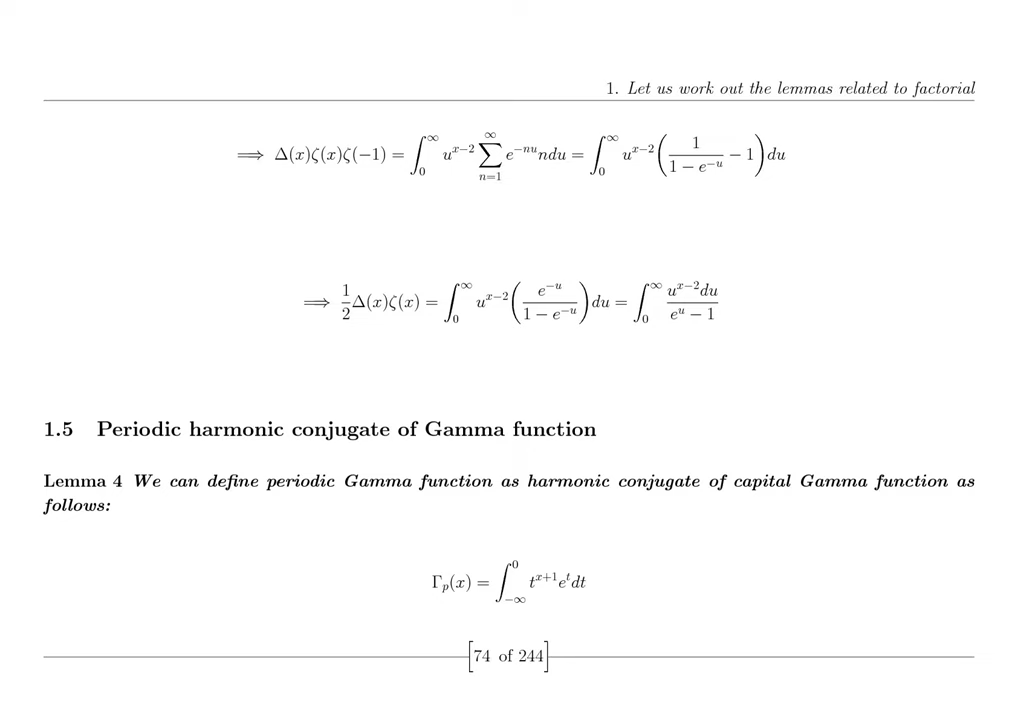 1. Let us work out the lemmas related to factorial
⟹ Δ(x)ζ(x)ζ(−1) = ∫_0^∞ u^{x−2} ∑_{n=1}^∞ e^{−nu} n du = ∫_0^∞ u^{x−2} ( 1/(1 − e^{−u}) − 1 ) du
⟹ 1/2 Δ(x)ζ(x) = ∫_0^∞ u^{x−2} ( e^{−u}/(1 − e^{−u}) ) du = ∫_0^∞ u^{x−2}du/(e^u − 1)
1.5 Periodic harmonic conjugate of Gamma function
Lemma 4 We can define periodic Gamma function as harmonic conjugate of capital Gamma function as
follows:
Γ_p(x) = ∫_{−∞}^0 t^{x+1} e^t dt
[74 of 244]